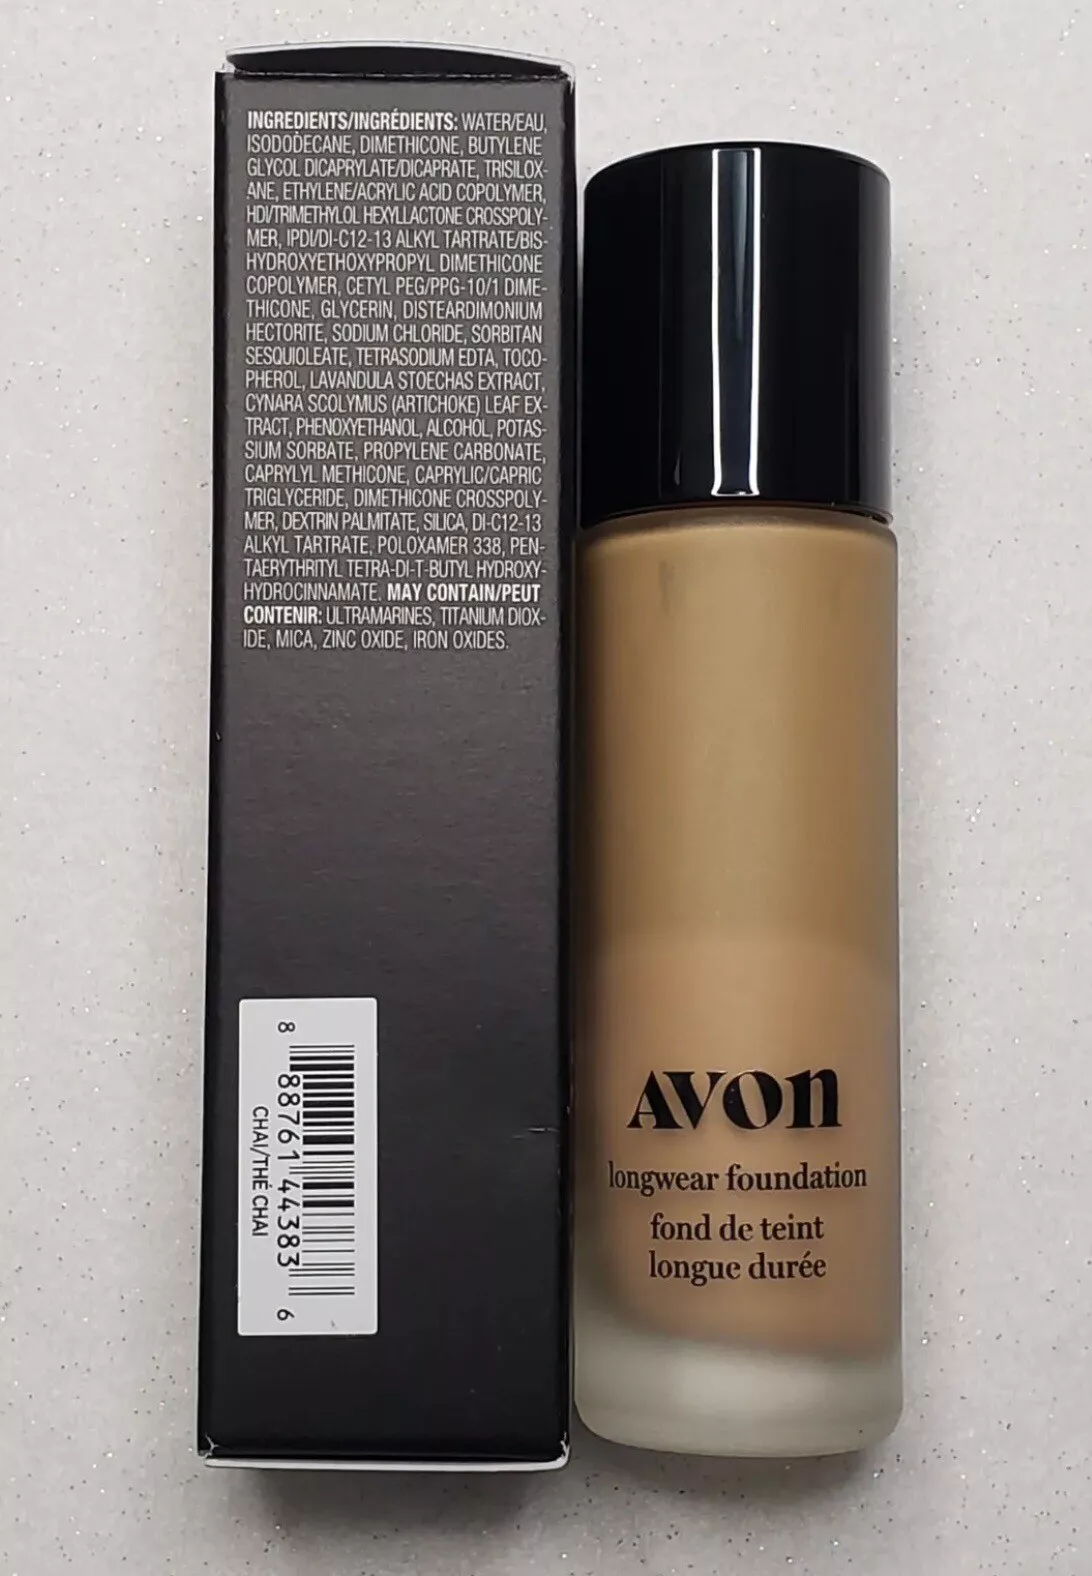 INGREDIENTS/INGRÉDIENTS: WATER/EAU,
ISODODECANE, DIMETHICONE, BUTYLENE
GLYCOL DICAPRYLATE/DICAPRATE, TRISILOX-
ANE, ETHYLENE/ACRYLIC ACID COPOLYMER,
HDI/TRIMETHYLOL HEXYLLACTONE CROSSPOLY-
MER, IPDI/DI-C12-13 ALKYL TARTRATE/BIS-
HYDROXYETHOXYPROPYL DIMETHICONE
COPOLYMER, CETYL PEG/PPG-10/1 DIME-
THICONE, GLYCERIN, DISTEARDIMONIUM
HECTORITE, SODIUM CHLORIDE, SORBITAN
SESQUIOLEATE, TETRASODIUM EDTA, TOCO-
PHEROL, LAVANDULA STOECHAS EXTRACT,
CYNARA SCOLYMUS (ARTICHOKE) LEAF EX-
TRACT, PHENOXYETHANOL, ALCOHOL, POTAS-
SIUM SORBATE, PROPYLENE CARBONATE,
CAPRYLYL METHICONE, CAPRYLIC/CAPRIC
TRIGLYCERIDE, DIMETHICONE CROSSPOLY-
MER, DEXTRIN PALMITATE, SILICA, DI-C12-13
ALKYL TARTRATE, POLOXAMER 338, PEN-
TAERYTHRITYL TETRA-DI-T-BUTYL HYDROXY-
HYDROCINNAMATE. MAY CONTAIN/PEUT
CONTENIR: ULTRAMARINES, TITANIUM DIOX-
IDE, MICA, ZINC OXIDE, IRON OXIDES.
8 88761 44383 6
CHAI/THÉ CHAI
AVON
longwear foundation
fond de teint
longue durée